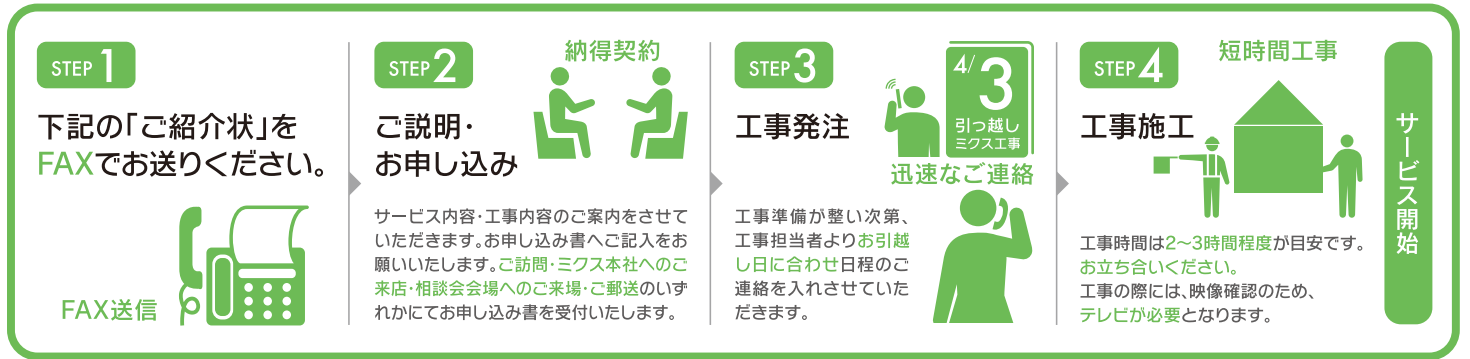 STEP 1
下記の「ご紹介状」を
FAXでお送りください。
FAX送信
STEP 2
納得契約
ご説明・
お申し込み
サービス内容・工事内容のご案内をさせて
いただきます。お申し込み書へご記入をお
願いいたします。ご訪問・ミクス本社へのご
来店・相談会会場へのご来場・ご郵送のいず
れかにてお申し込み書を受付いたします。
STEP 3
工事発注
4/3
引っ越し
ミクス工事
迅速なご連絡
工事準備が整い次第、
工事担当者よりお引越
し日に合わせ日程のご
連絡を入れさせていた
だきます。
STEP 4
短時間工事
工事施工
工事時間は2〜3時間程度が目安です。
お立ち合いください。
工事の際には、映像確認のため、
テレビが必要となります。
サービス開始